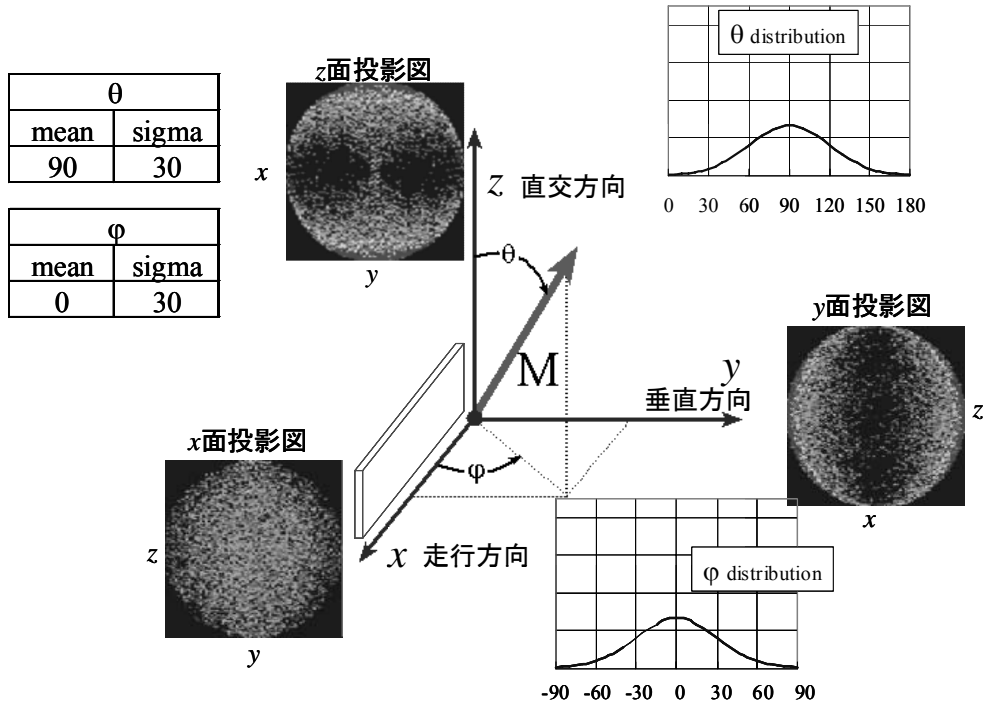 θ
mean sigma
90 30
φ
mean sigma
0 30
z面投影図
x
y
z 直交方向
θ
M
y
垂直方向
φ
x 走行方向
θ distribution
0 30 60 90 120 150 180
y面投影図
z
x
x面投影図
z
y
φ distribution
-90 -60 -30 0 30 60 90